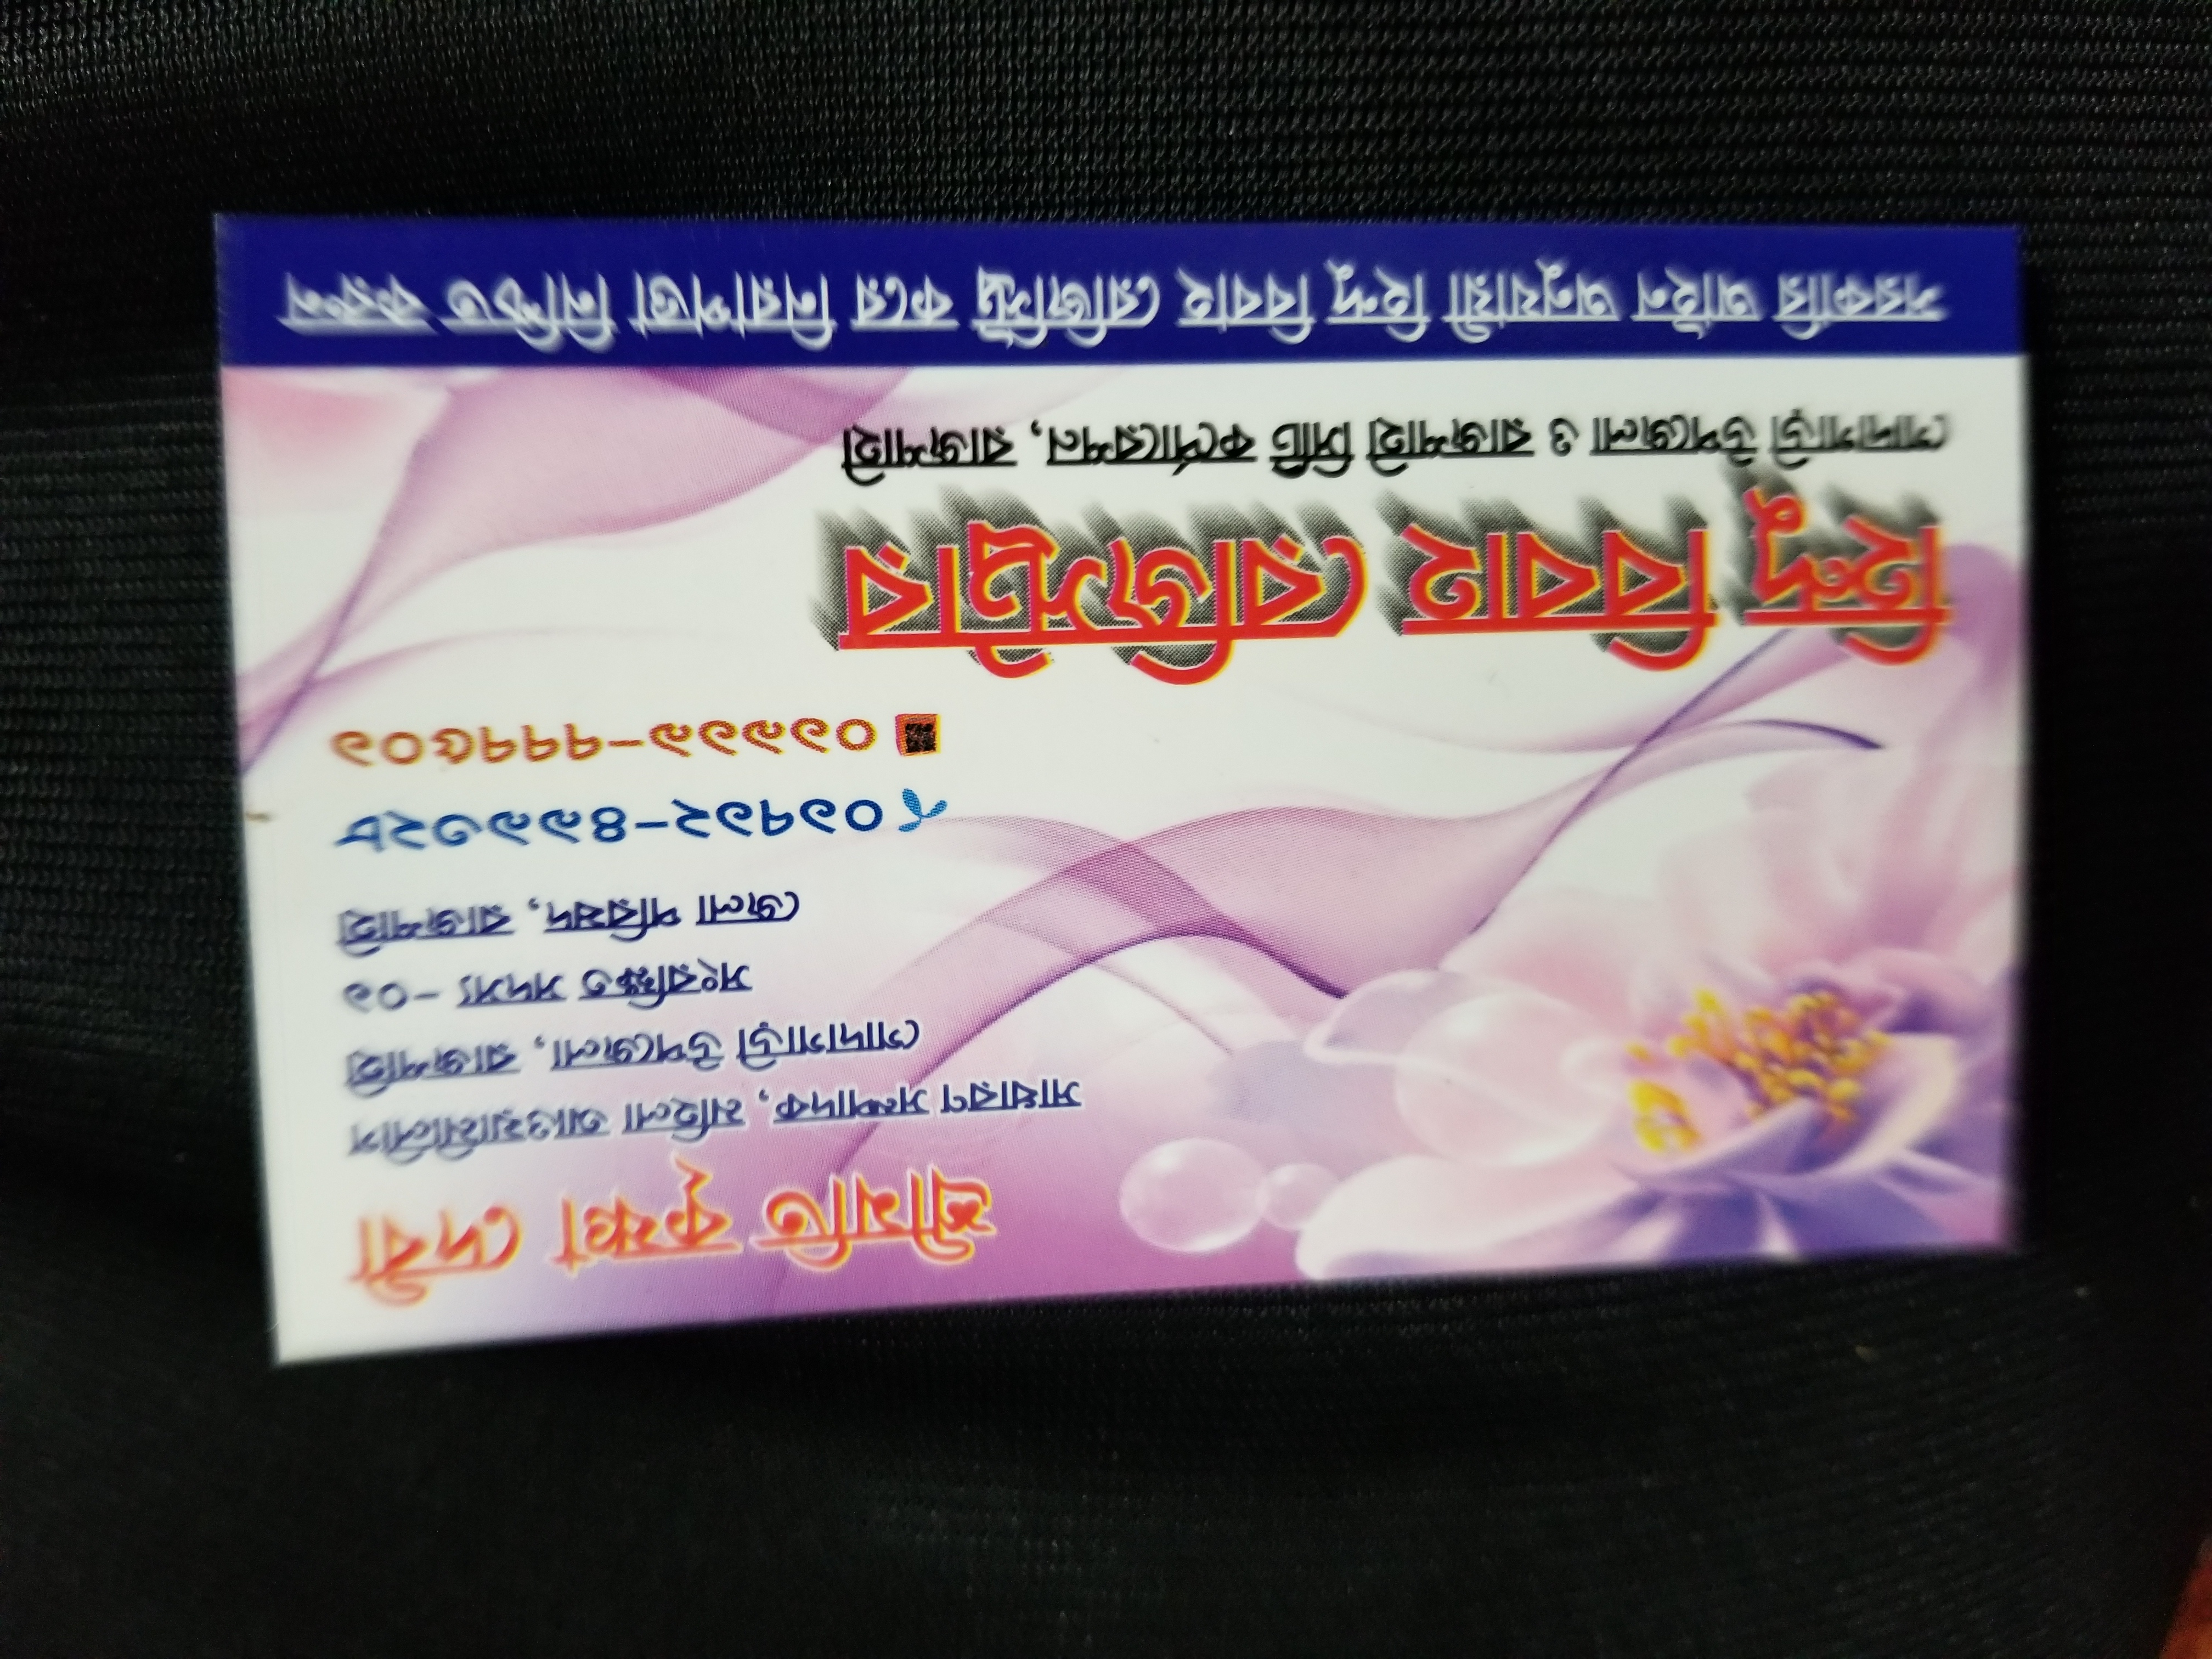 শ্রীমতি কৃষ্ণা দেবী
সাধারণ সম্পাদক, মহিলা আওয়ামীলীগ
গোদাগাড়ী উপজেলা, রাজশাহী
সংরক্ষিত সদস্য -০১
জেলা পরিষদ, রাজশাহী
০১৭১২-৪৯৯৩২৮
০১৯১৯-৭৭৭৫০১
হিন্দু বিবাহ রেজিস্ট্রার
গোদাগাড়ী উপজেলা ও রাজশাহী সিটি কর্পোরেশন, রাজশাহী
সরকারি আইন অনুযায়ী হিন্দু বিবাহ রেজিস্ট্রি করে নিরাপত্তা নিশ্চিত করুন